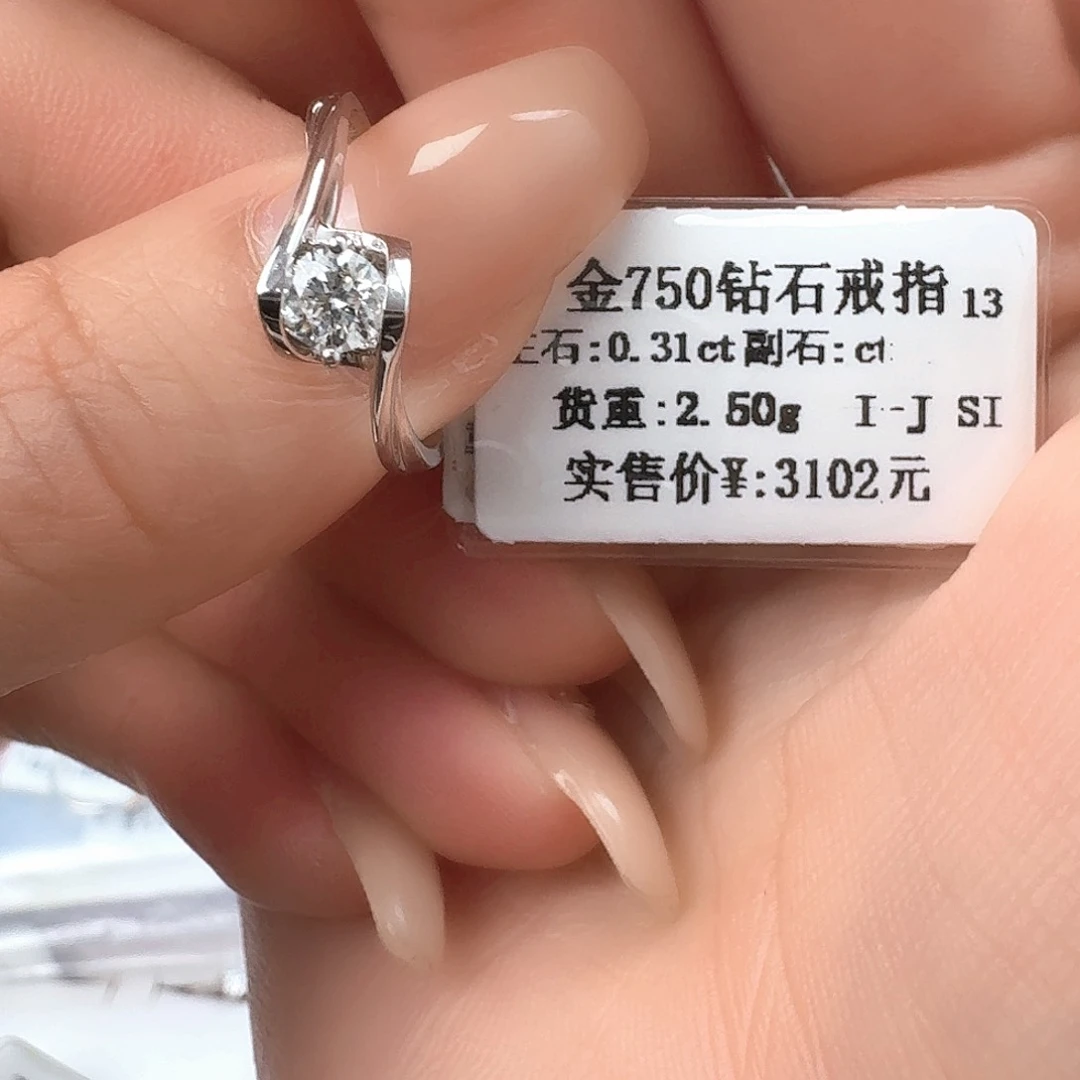 金750钻石戒指 13
石:0.31ct 副石:ct
货重:2.50g I-J SI
实售价¥:3102元